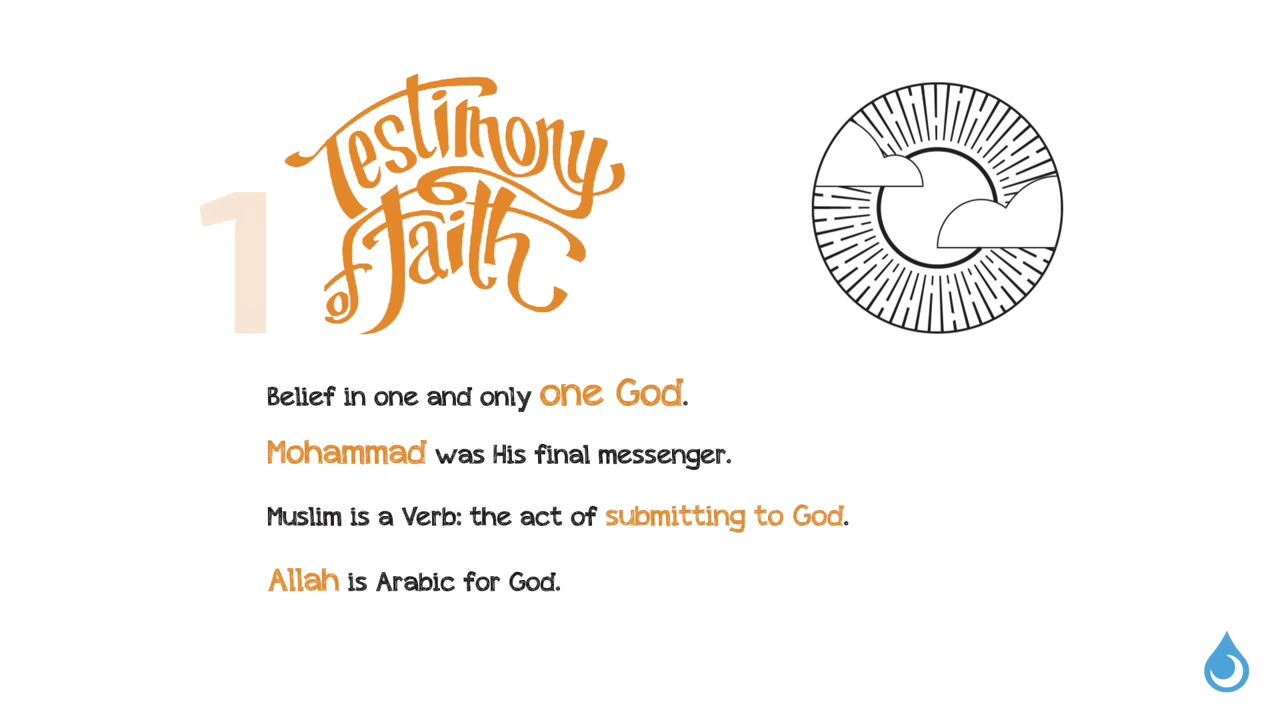 1
Testimony
of Faith
Belief in one and only one God.
Mohammad was His final messenger.
Muslim is a Verb: the act of submitting to God.
Allah is Arabic for God.